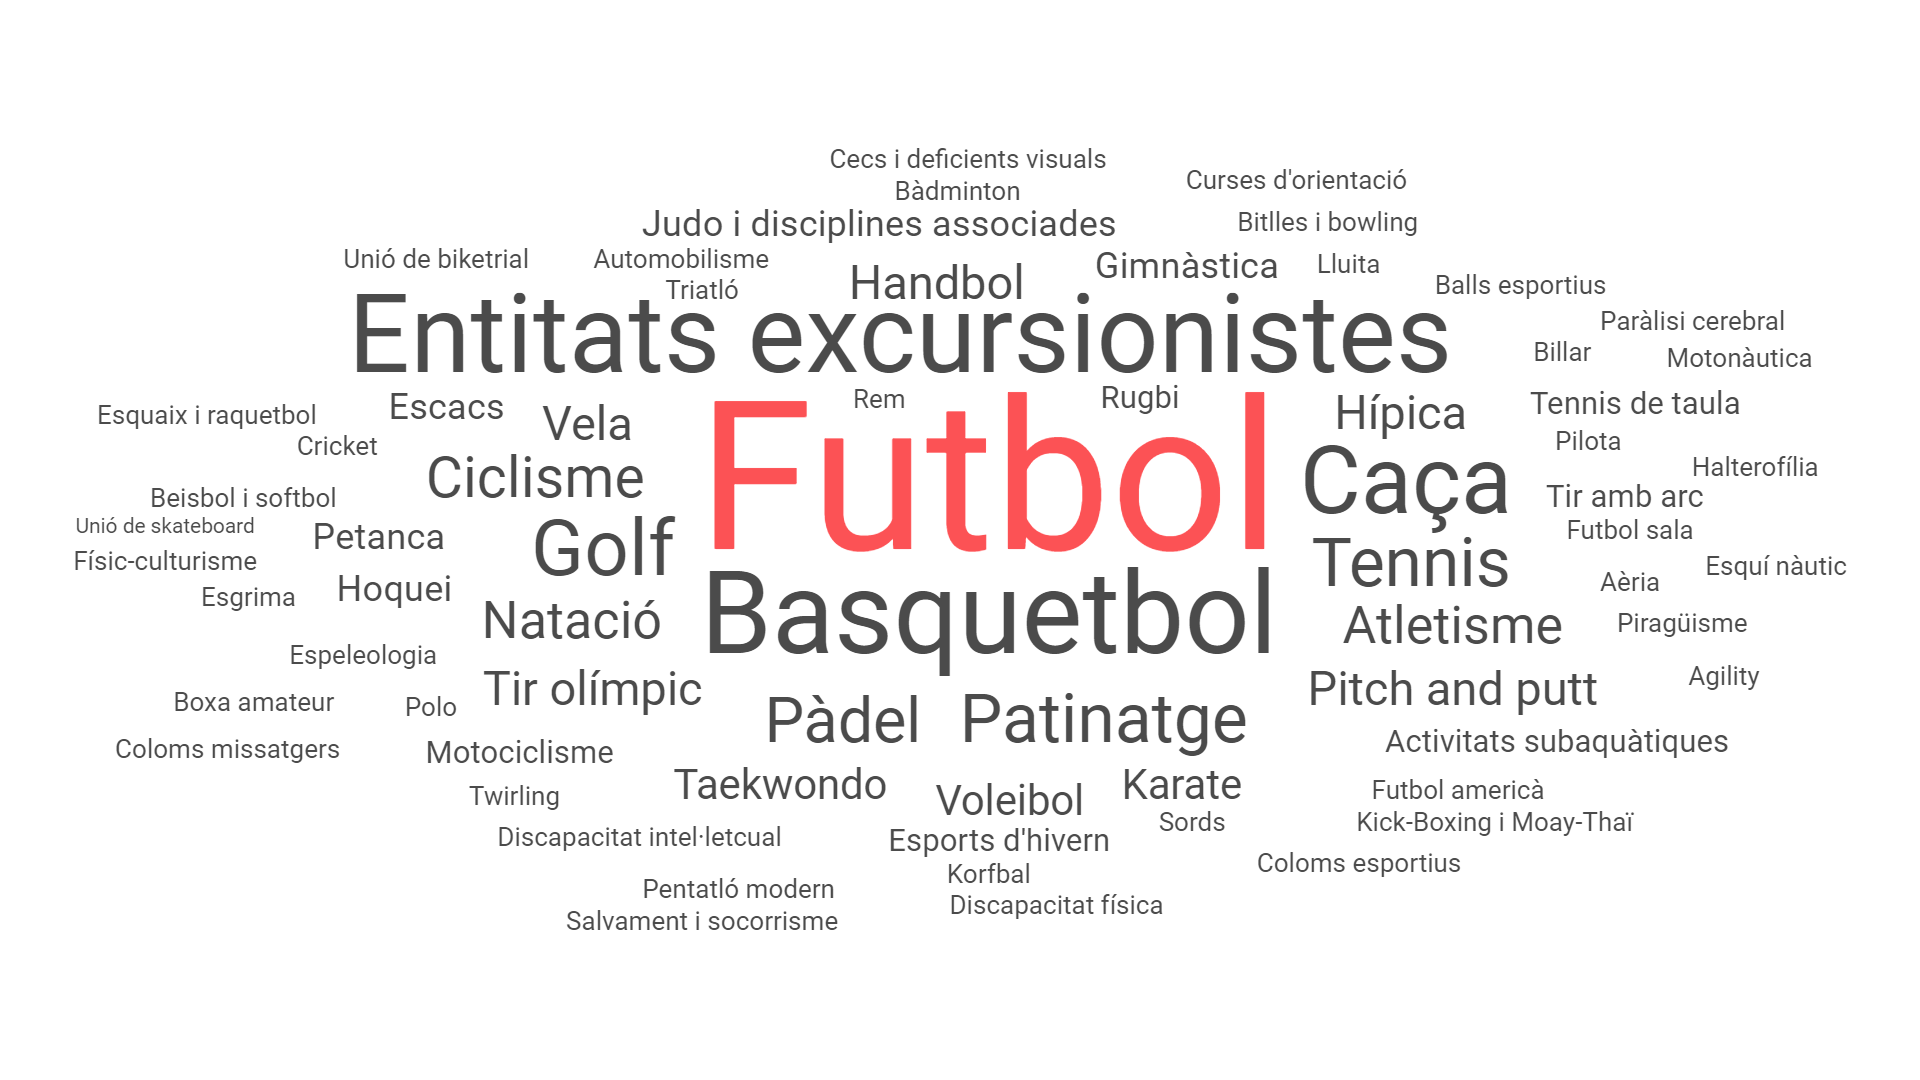 Cecs i deficients visuals
Curses d'orientació
Bàdminton
Judo i disciplines associades
Bitlles i bowling
Unió de biketrial
Automobilisme
Gimnàstica
Lluita
Triatló
Handbol
Balls esportius
Entitats excursionistes
Paràlisi cerebral
Billar
Motonàutica
Esquaix i raquetbol
Escacs
Vela
Rem
Rugbi
Hípica
Tennis de taula
Cricket
Pilota
Ciclisme
Futbol
Caça
Halterofília
Beisbol i softbol
Tir amb arc
Unió de skateboard
Petanca
Golf
Futbol sala
Físic-culturisme
Tennis
Esquí nàutic
Esgrima
Hoquei
Aèria
Natació
Basquetbol
Atletisme
Piragüisme
Espeleologia
Agility
Boxa amateur
Polo
Tir olímpic
Pitch and putt
Pàdel
Patinatge
Coloms missatgers
Motociclisme
Activitats subaquàtiques
Twirling
Taekwondo
Voleibol
Karate
Futbol americà
Sords
Kick-Boxing i Moay-Thaï
Discapacitat intel·letcual
Esports d'hivern
Coloms esportius
Korfbal
Pentatló modern
Discapacitat física
Salvament i socorrisme